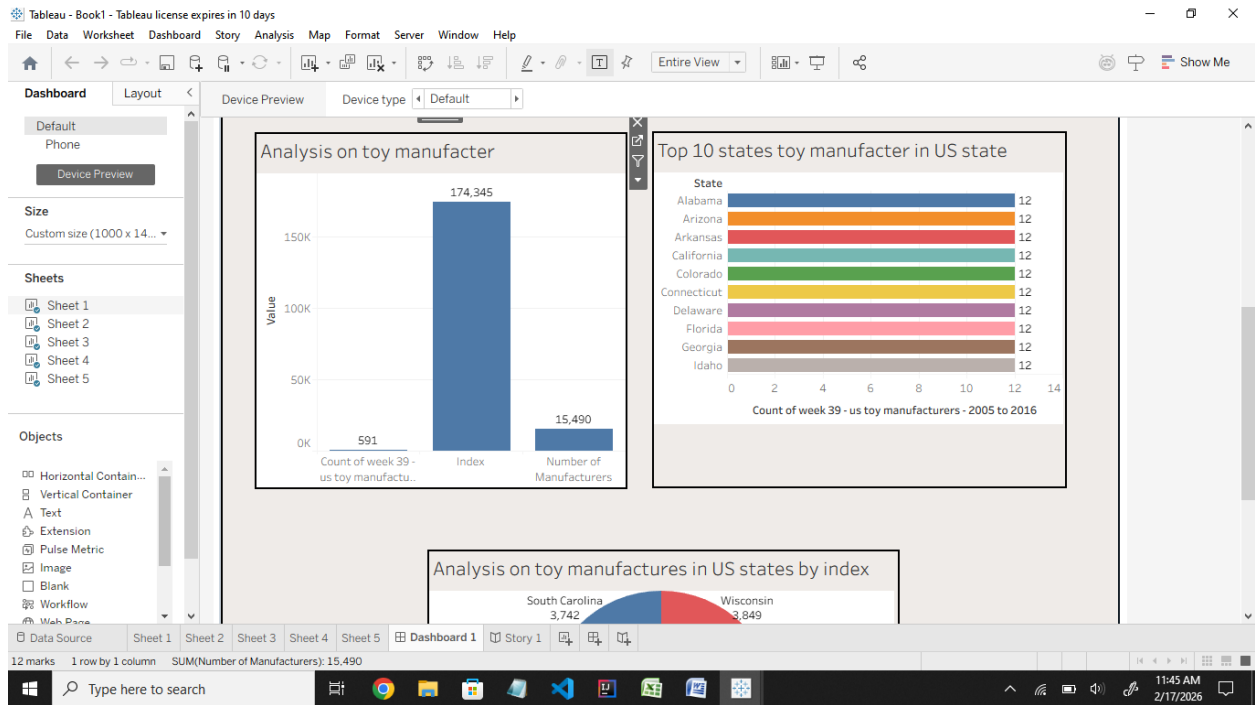 Tableau - Book1 - Tableau license expires in 10 days
File Data Worksheet Dashboard Story Analysis Map Format Server Window Help
Entire View
Show Me
Dashboard Layout
Device Preview Device type Default
Default
Phone
Device Preview
Size
Custom size (1000 x 14...
Sheets
Sheet 1
Sheet 2
Sheet 3
Sheet 4
Sheet 5
Objects
Horizontal Contain...
Vertical Container
Text
Extension
Pulse Metric
Image
Blank
Workflow
Web Page
Analysis on toy manufacter
174,345
150K
100K
50K
0K
Value
591
15,490
Count of week 39 -
us toy manufactu..
Index
Number of
Manufacturers
Top 10 states toy manufacter in US state
State
Alabama 12
Arizona 12
Arkansas 12
California 12
Colorado 12
Connecticut 12
Delaware 12
Florida 12
Georgia 12
Idaho 12
0 2 4 6 8 10 12 14
Count of week 39 - us toy manufacturers - 2005 to 2016
Analysis on toy manufactures in US states by index
South Carolina
3,742
Wisconsin
3,849
Data Source Sheet 1 Sheet 2 Sheet 3 Sheet 4 Sheet 5 Dashboard 1 Story 1
12 marks 1 row by 1 column SUM(Number of Manufacturers): 15,490
Type here to search
11:45 AM
2/17/2026